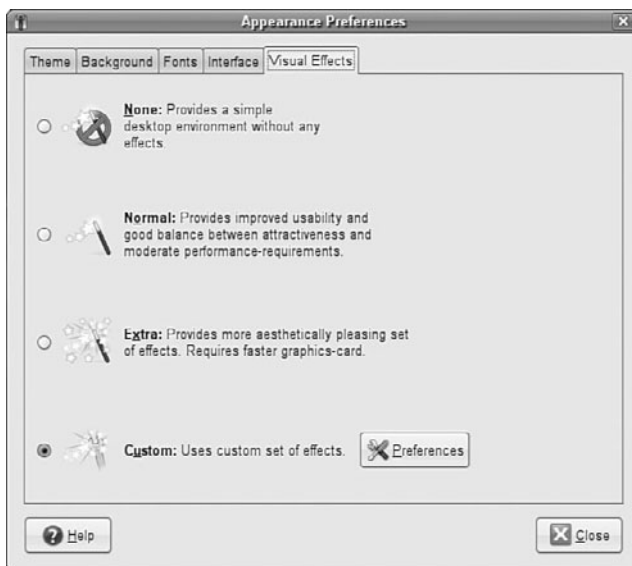 Appearance Preferences
Theme Background Fonts Interface Visual Effects
None: Provides a simple
desktop environment without any
effects.
Normal: Provides improved usability and
good balance between attractiveness and
moderate performance-requirements.
Extra: Provides more aesthetically pleasing set
of effects. Requires faster graphics-card.
Custom: Uses custom set of effects. Preferences
Help Close